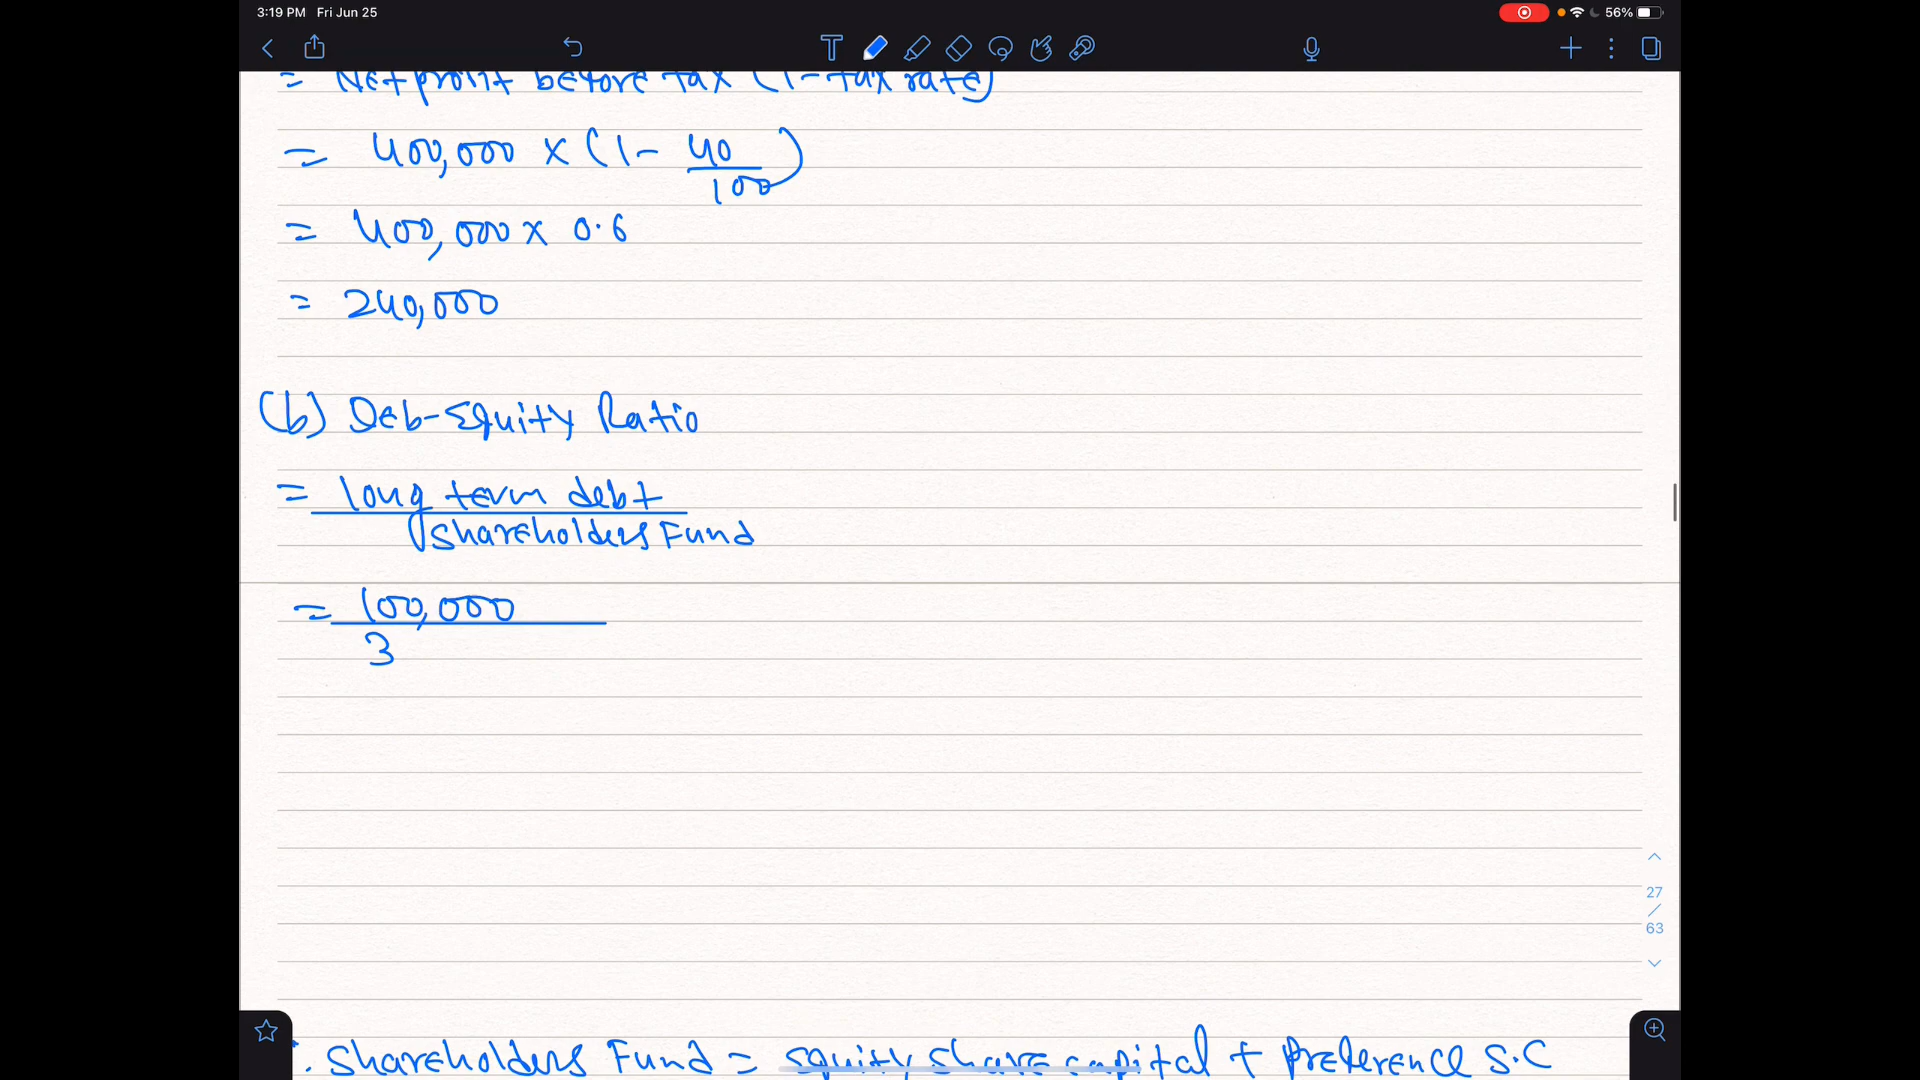 3:19 PM Fri Jun 25
56%
= Net profit before tax (1 - tax rate)
= 400,000 x (1 - 40/100)
= 400,000 x 0.6
= 240,000
(b) Deb-Equity Ratio
= long term debt
shareholders Fund
= 100,000
3
27
/
63
: shareholders Fund = equity share capital + preference S.C